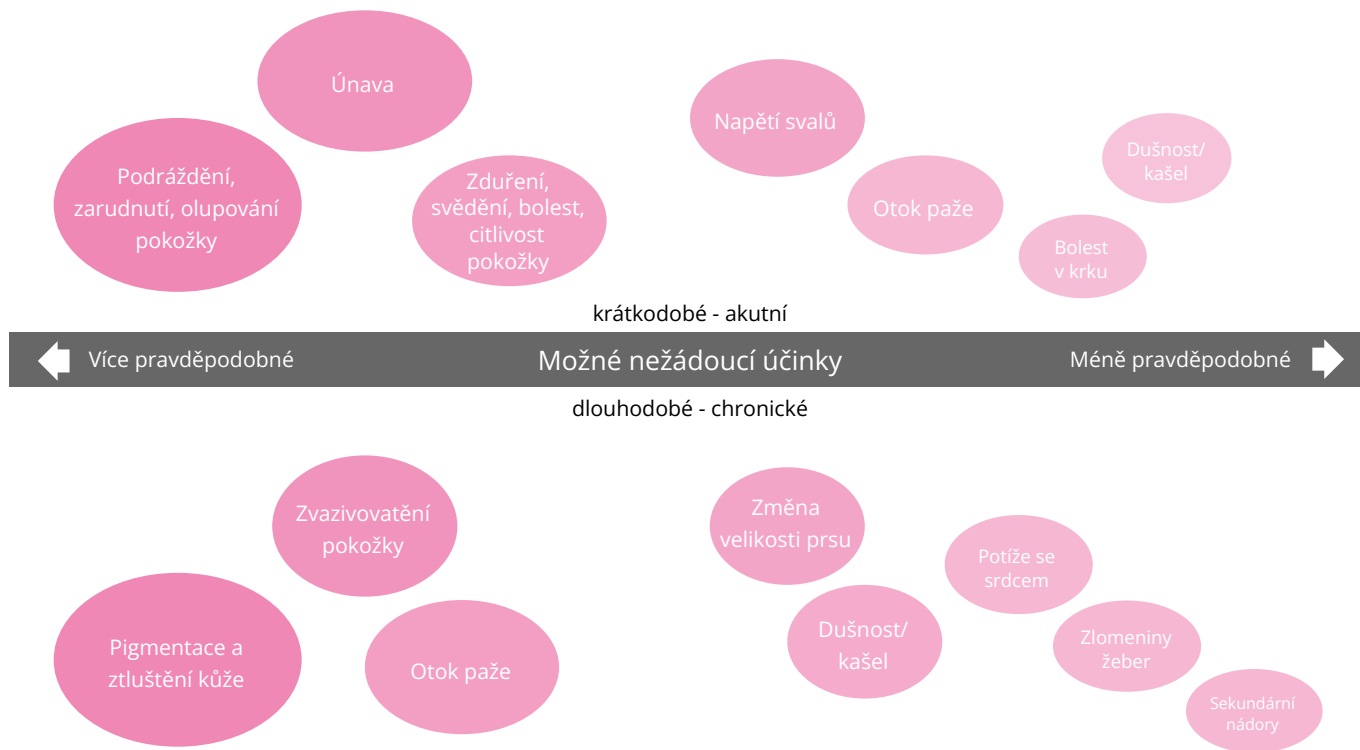 Únava
Podráždění,
zarudnutí, olupování
pokožky
Zduření,
svědění, bolest,
citlivost
pokožky
Napětí svalů
Otok paže
Dušnost/
kašel
Bolest
v krku
krátkodobé - akutní
Více pravděpodobné
Možné nežádoucí účinky
Méně pravděpodobné
dlouhodobé - chronické
Zvazivovatění
pokožky
Pigmentace a
ztluštění kůže
Otok paže
Změna
velikosti prsu
Dušnost/
kašel
Potíže se
srdcem
Zlomeniny
žeber
Sekundární
nádory